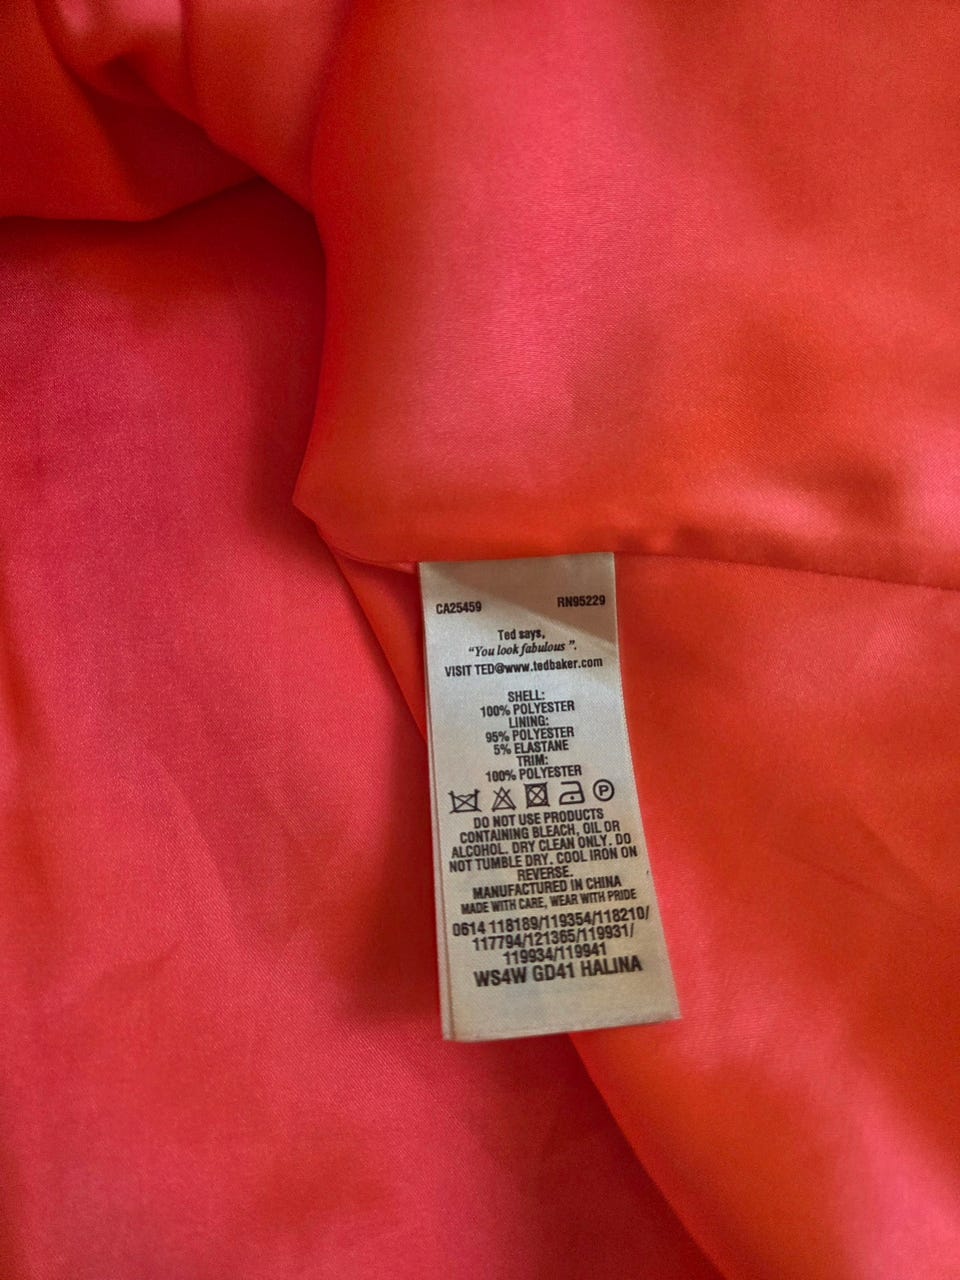 CA25459 RN95229
Ted says,
"You look fabulous".
VISIT TED@www.tedbaker.com
SHELL:
100% POLYESTER
LINING:
95% POLYESTER
5% ELASTANE
TRIM:
100% POLYESTER
P
DO NOT USE PRODUCTS
CONTAINING BLEACH, OIL OR
ALCOHOL. DRY CLEAN ONLY. DO
NOT TUMBLE DRY. COOL IRON ON
REVERSE.
MANUFACTURED IN CHINA
MADE WITH CARE, WEAR WITH PRIDE
0614 118189/119354/118210/
117794/121365/119931/
119934/119941
WS4W GD41 HALINA